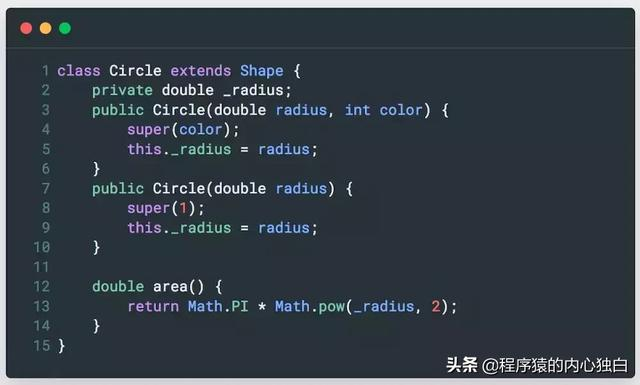 1 class Circle extends Shape {
2     private double _radius;
3     public Circle(double radius, int color) {
4         super(color);
5         this._radius = radius;
6     }
7     public Circle(double radius) {
8         super(1);
9         this._radius = radius;
10     }
11
12     double area() {
13         return Math.PI * Math.pow(_radius, 2);
14     }
15 }
头条 @程序猿的内心独白